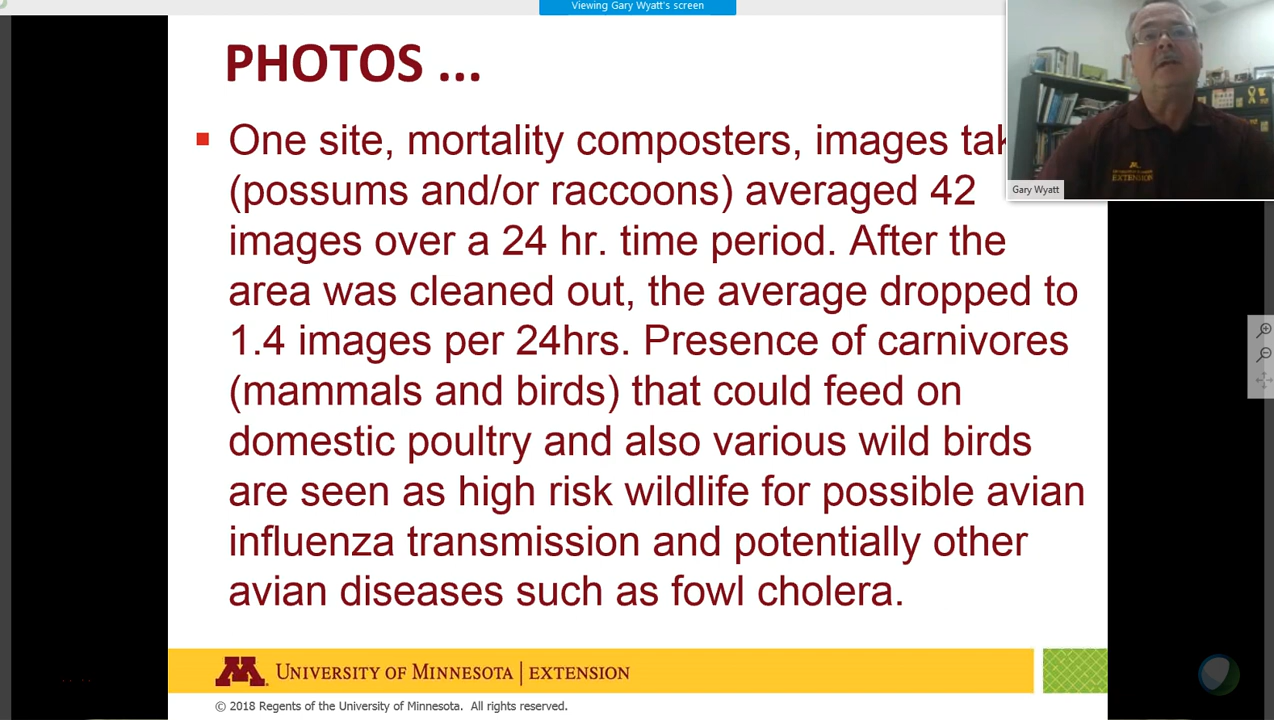 Viewing Gary Wyatt's screen
PHOTOS ...
One site, mortality composters, images
(possums and/or raccoons) averaged 42
images over a 24 hr. time period. After the
area was cleaned out, the average dropped to
1.4 images per 24hrs. Presence of carnivores
(mammals and birds) that could feed on
domestic poultry and also various wild birds
are seen as high risk wildlife for possible avian
influenza transmission and potentially other
avian diseases such as fowl cholera.
Gary Wyatt
EXTENSION
M UNIVERSITY OF MINNESOTA | EXTENSION
© 2018 Regents of the University of Minnesota. All rights reserved.